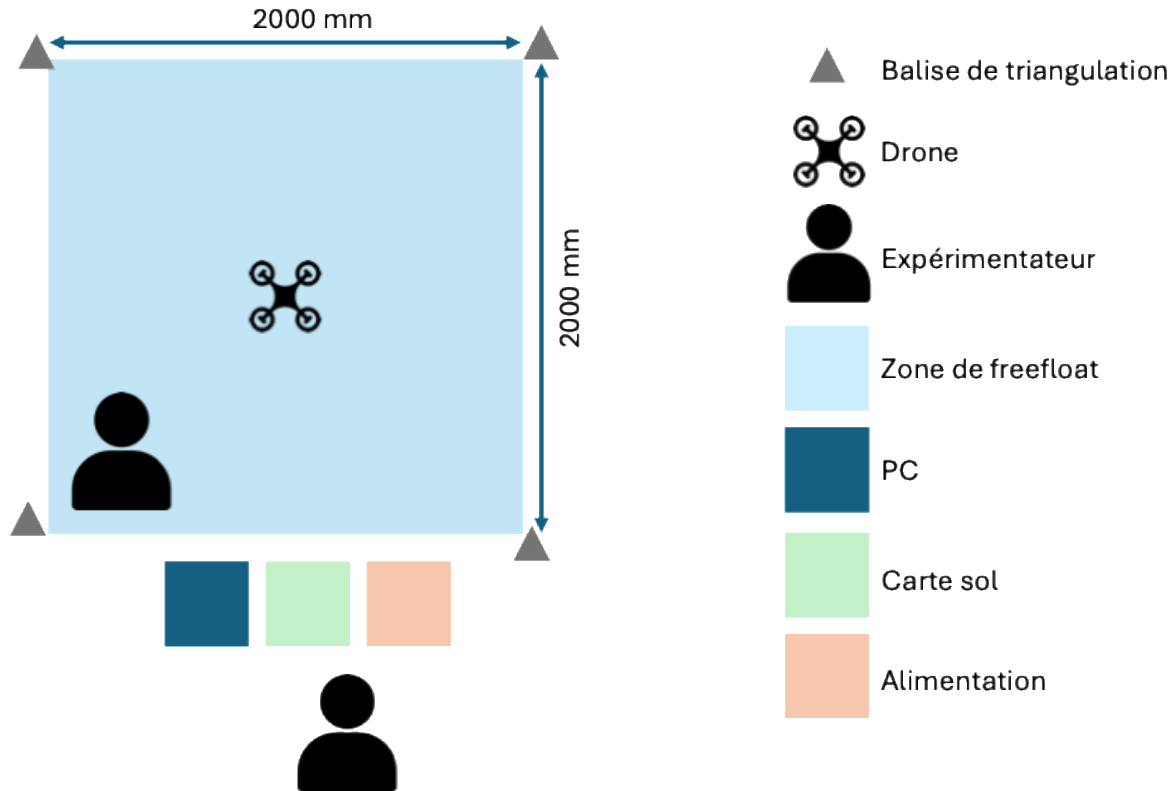 2000 mm
2000 mm
Balise de triangulation
Drone
Expérimentateur
Zone de freefloat
PC
Carte sol
Alimentation